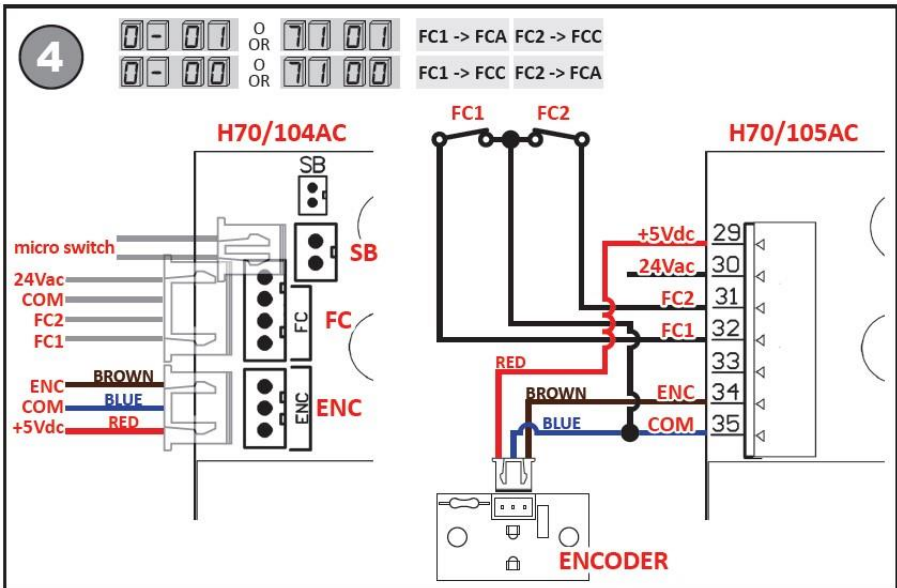 4
0- 01 O OR 71 01 FC1 -> FCA FC2 -> FCC
0- 00 O OR 71 00 FC1 -> FCC FC2 -> FCA
H70/104AC
SB
micro switch
SB
24Vac
COM
FC2
FC1
FC
FC
ENC BROWN
COM BLUE
+5Vdc RED
ENC
ENC
FC1 FC2
H70/105AC
+5Vdc 29
24Vac 30
FC2 31
FC1 32
33
RED
BROWN ENC 34
BLUE COM 35
ENCODER